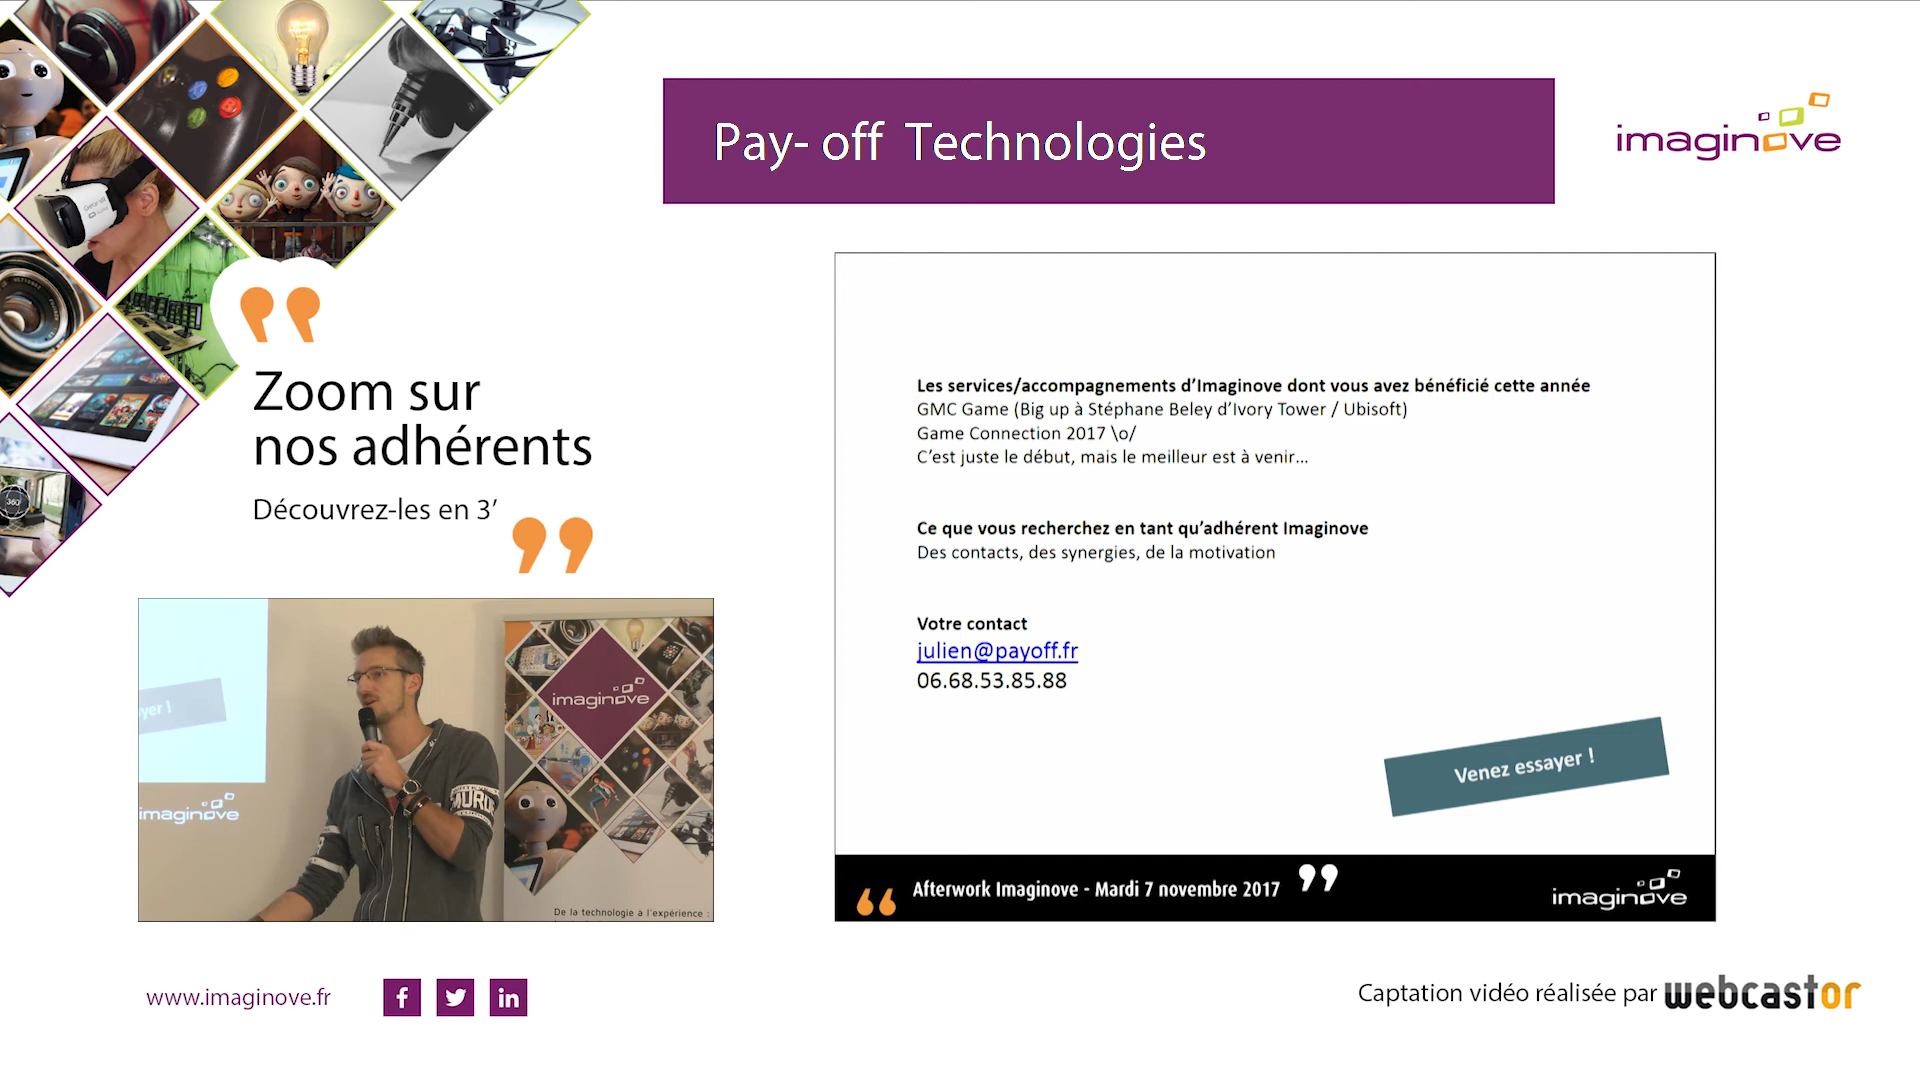 Pay- off Technologies
imaginove
Zoom sur
nos adhérents
Découvrez-les en 3’
Les services/accompagnements d’Imaginove dont vous avez bénéficié cette année
GMC Game (Big up à Stéphane Beley d’Ivory Tower / Ubisoft)
Game Connection 2017 \o/
C’est juste le début, mais le meilleur est à venir…
Ce que vous recherchez en tant qu’adhérent Imaginove
Des contacts, des synergies, de la motivation
Votre contact
julien@payoff.fr
06.68.53.85.88
Venez essayer !
Afterwork Imaginove - Mardi 7 novembre 2017
imaginove
yer !
imaginove
imaginove
De la technologie à l'expérience :
360
www.imaginove.fr
f
in
Captation vidéo réalisée par webcastor